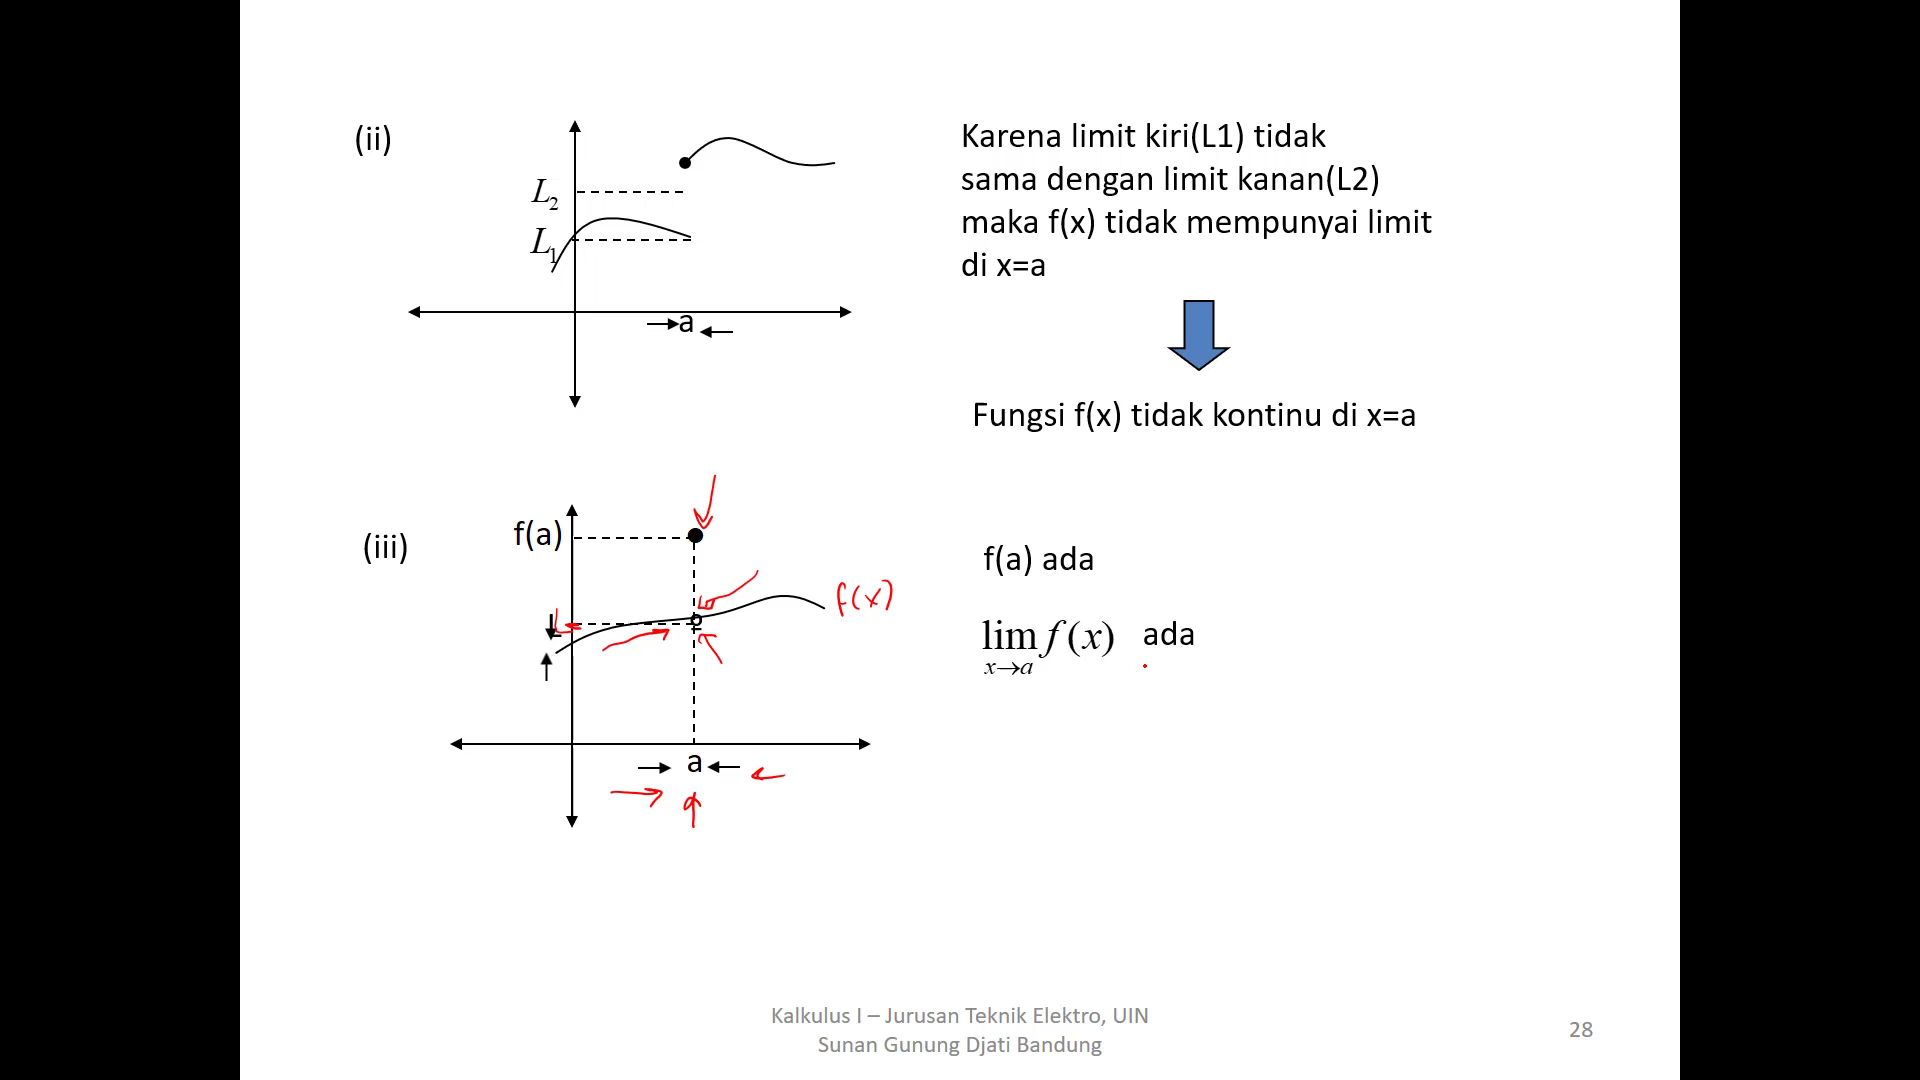 (ii)
L2
L1
a
Karena limit kiri(L1) tidak
sama dengan limit kanan(L2)
maka f(x) tidak mempunyai limit
di x=a
Fungsi f(x) tidak kontinu di x=a
(iii)
f(a)
f(x)
L
a
f(a) ada
lim f(x) ada
x→a
Kalkulus I – Jurusan Teknik Elektro, UIN
Sunan Gunung Djati Bandung
28